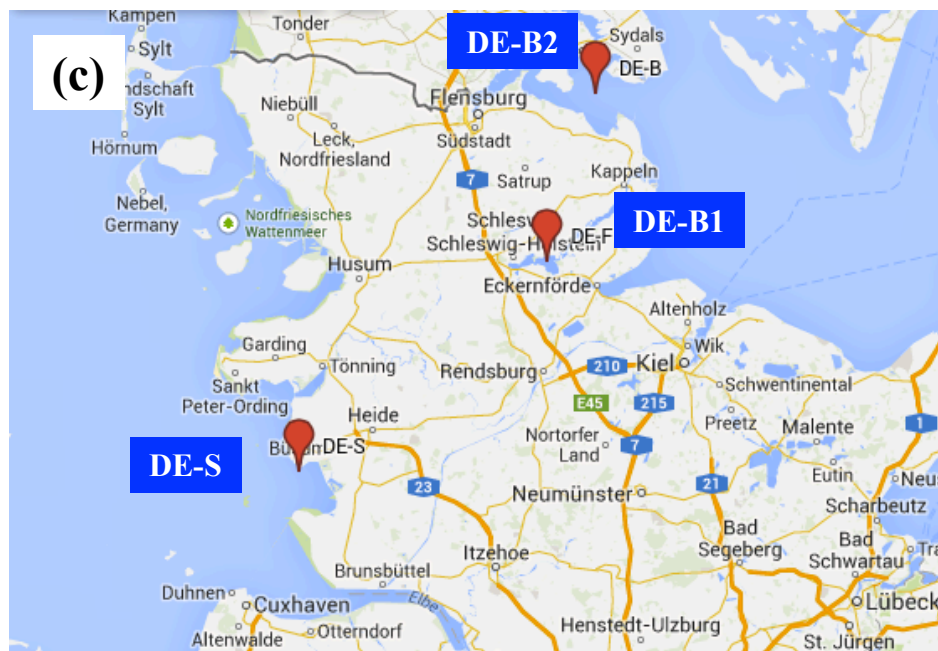 Kampen
Sylt
ndschaft
Sylt
Hörnum
Nebel,
Germany
(c)
Tonder
Niebüll
Leck,
Nordfriesland
Nordfriesisches
Wattenmeer
DE-B2
Sydals
DE-B
Flensburg
Südstadt
7
Satrup
Kappeln
DE-B1
DE-F
Schleswig-Holstein
Eckernförde
Husum
Garding
Tönning
Sankt
Peter-Ording
Rendsburg
210
Altenholz
Wik
Kiel
Schwentinental
E45
215
Preetz
Malente
1
Heide
DE-S
DE-S
Nortorfer
Land
7
Eutin
23
Neumünster
21
Scharbeutz
Bad
Segeberg
Bad
Schwartau
Itzehoe
Brunsbüttel
Duhnen
Cuxhaven
Elbe
Altenwalde
Otterndorf
Henstedt-Ulzburg
Lübeck
St. Jürgen